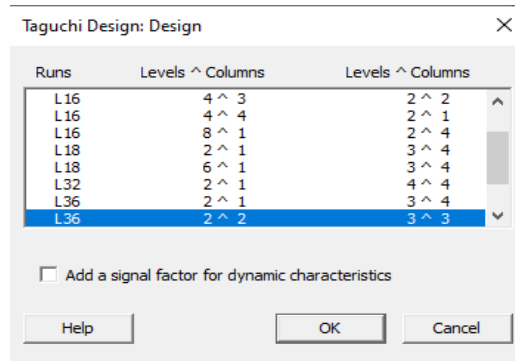 Taguchi Design: Design
Runs Levels ^ Columns Levels ^ Columns
L16 4 ^ 3 2 ^ 2
L16 4 ^ 4 2 ^ 1
L16 8 ^ 1 2 ^ 4
L18 2 ^ 1 3 ^ 4
L18 6 ^ 1 3 ^ 4
L32 2 ^ 1 4 ^ 4
L36 2 ^ 1 3 ^ 4
L36 2 ^ 2 3 ^ 3
Add a signal factor for dynamic characteristics
Help OK Cancel